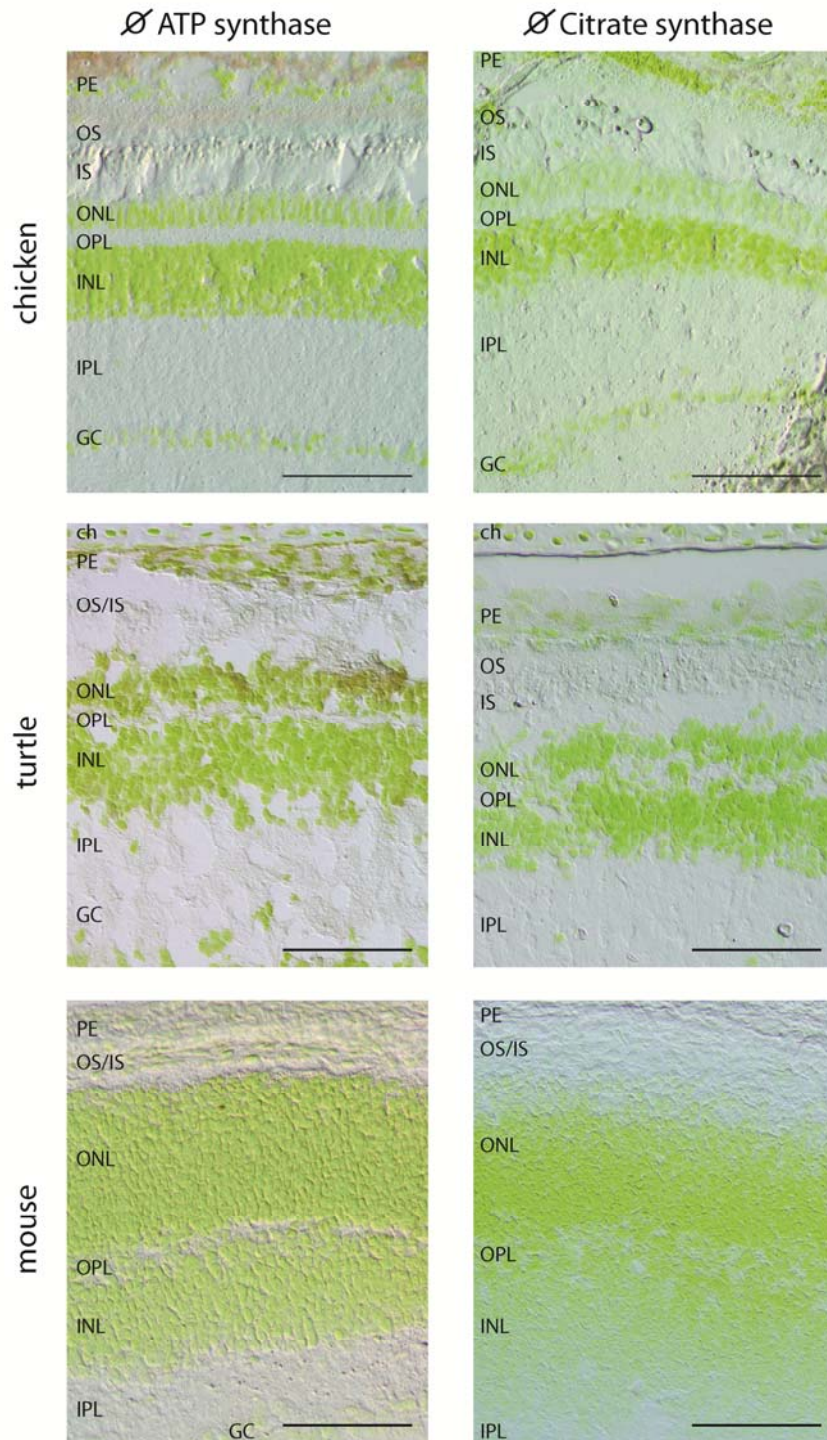 Ø ATP synthase
Ø Citrate synthase
chicken
PE
OS
IS
ONL
OPL
INL
IPL
GC
PE
OS
IS
ONL
OPL
INL
IPL
GC
turtle
ch
PE
OS/IS
ONL
OPL
INL
IPL
GC
ch
PE
OS
IS
ONL
OPL
INL
IPL
mouse
PE
OS/IS
ONL
OPL
INL
IPL
GC
PE
OS/IS
ONL
OPL
INL
IPL